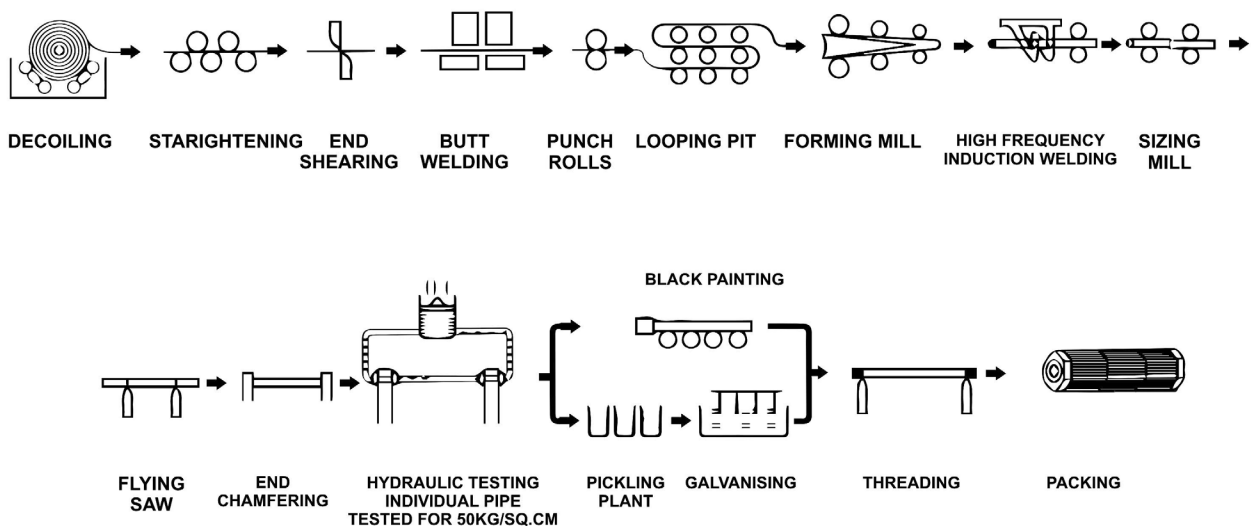 DECOILING
STARIGHTENING
END
SHEARING
BUTT
WELDING
PUNCH
ROLLS
LOOPING PIT
FORMING MILL
HIGH FREQUENCY
INDUCTION WELDING
SIZING
MILL
BLACK PAINTING
FLYING
SAW
END
CHAMFERING
HYDRAULIC TESTING
INDIVIDUAL PIPE
TESTED FOR 50KG/SQ.CM
PICKLING
PLANT
GALVANISING
THREADING
PACKING